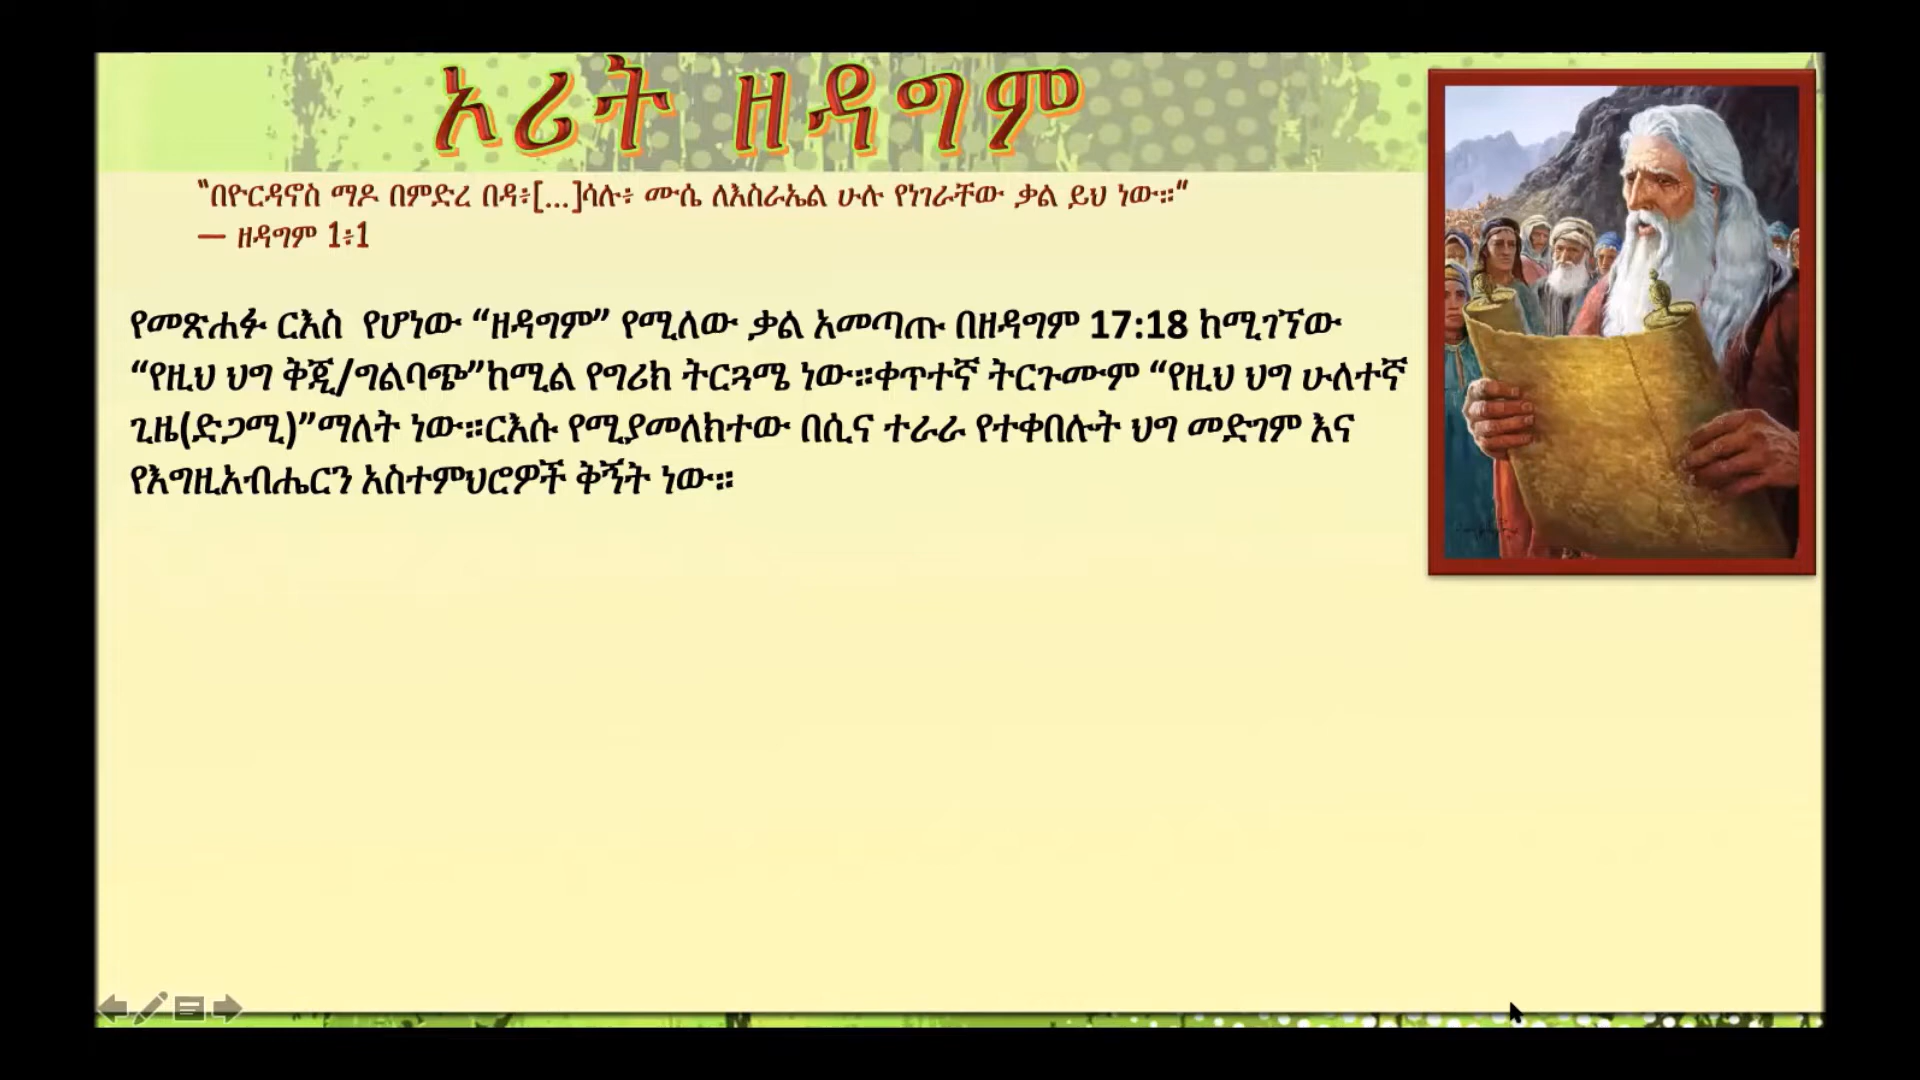 ኦሪት ዘዳግም
“በዮርዳኖስ ማዶ በምድረ በዳ፥[...]ሳሉ፥ ሙሴ ለእስራኤል ሁሉ የነገራቸው ቃል ይህ ነው።”
— ዘዳግም 1፥1
የመጽሐፉ ርእስ የሆነው “ዘዳግም” የሚለው ቃል አመጣጡ በዘዳግም 17:18 ከሚገኘው
“የዚህ ህግ ቅጂ/ግልባጭ”ከሚል የግሪክ ትርጓሜ ነው።ቀጥተኛ ትርጉሙም “የዚህ ህግ ሁለተኛ
ጊዜ(ድጋሚ)”ማለት ነው።ርእሱ የሚያመለክተው በሲና ተራራ የተቀበሉት ህግ መድገም እና
የእግዚአብሔርን አስተምህሮዎች ቅኝት ነው።